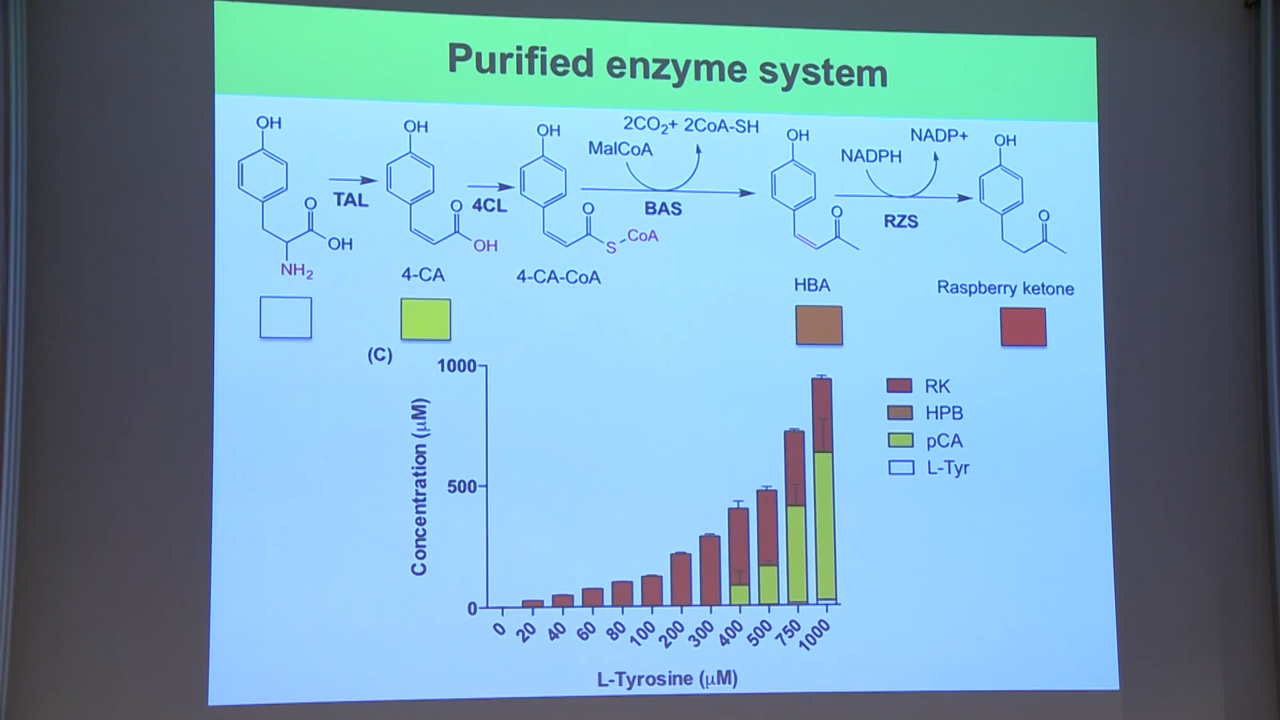 Purified enzyme system
OH
OH
OH
2CO2+ 2CoA-SH
MalCoA
OH
NADPH
NADP+
OH
TAL
4CL
BAS
RZS
O
OH
NH2
O
OH
O
S
CoA
O
O
4-CA
4-CA-CoA
HBA
Raspberry ketone
(C)
Concentration (μM)
1000
500
0
0
20
40
60
80
100
200
300
400
500
750
1000
L-Tyrosine (μM)
RK
HPB
pCA
L-Tyr